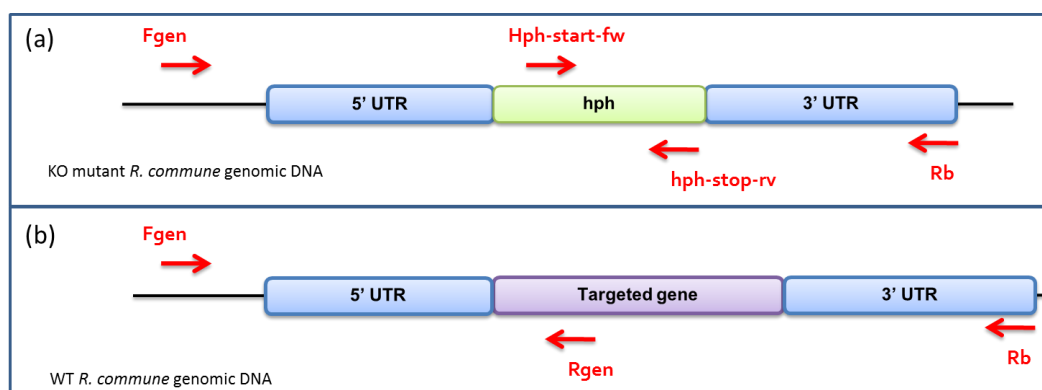 (a)
Fgen
Hph-start-fw
5' UTR
hph
3' UTR
hph-stop-rv
Rb
KO mutant R. commune genomic DNA
(b)
Fgen
5' UTR
Targeted gene
3' UTR
Rgen
Rb
WT R. commune genomic DNA